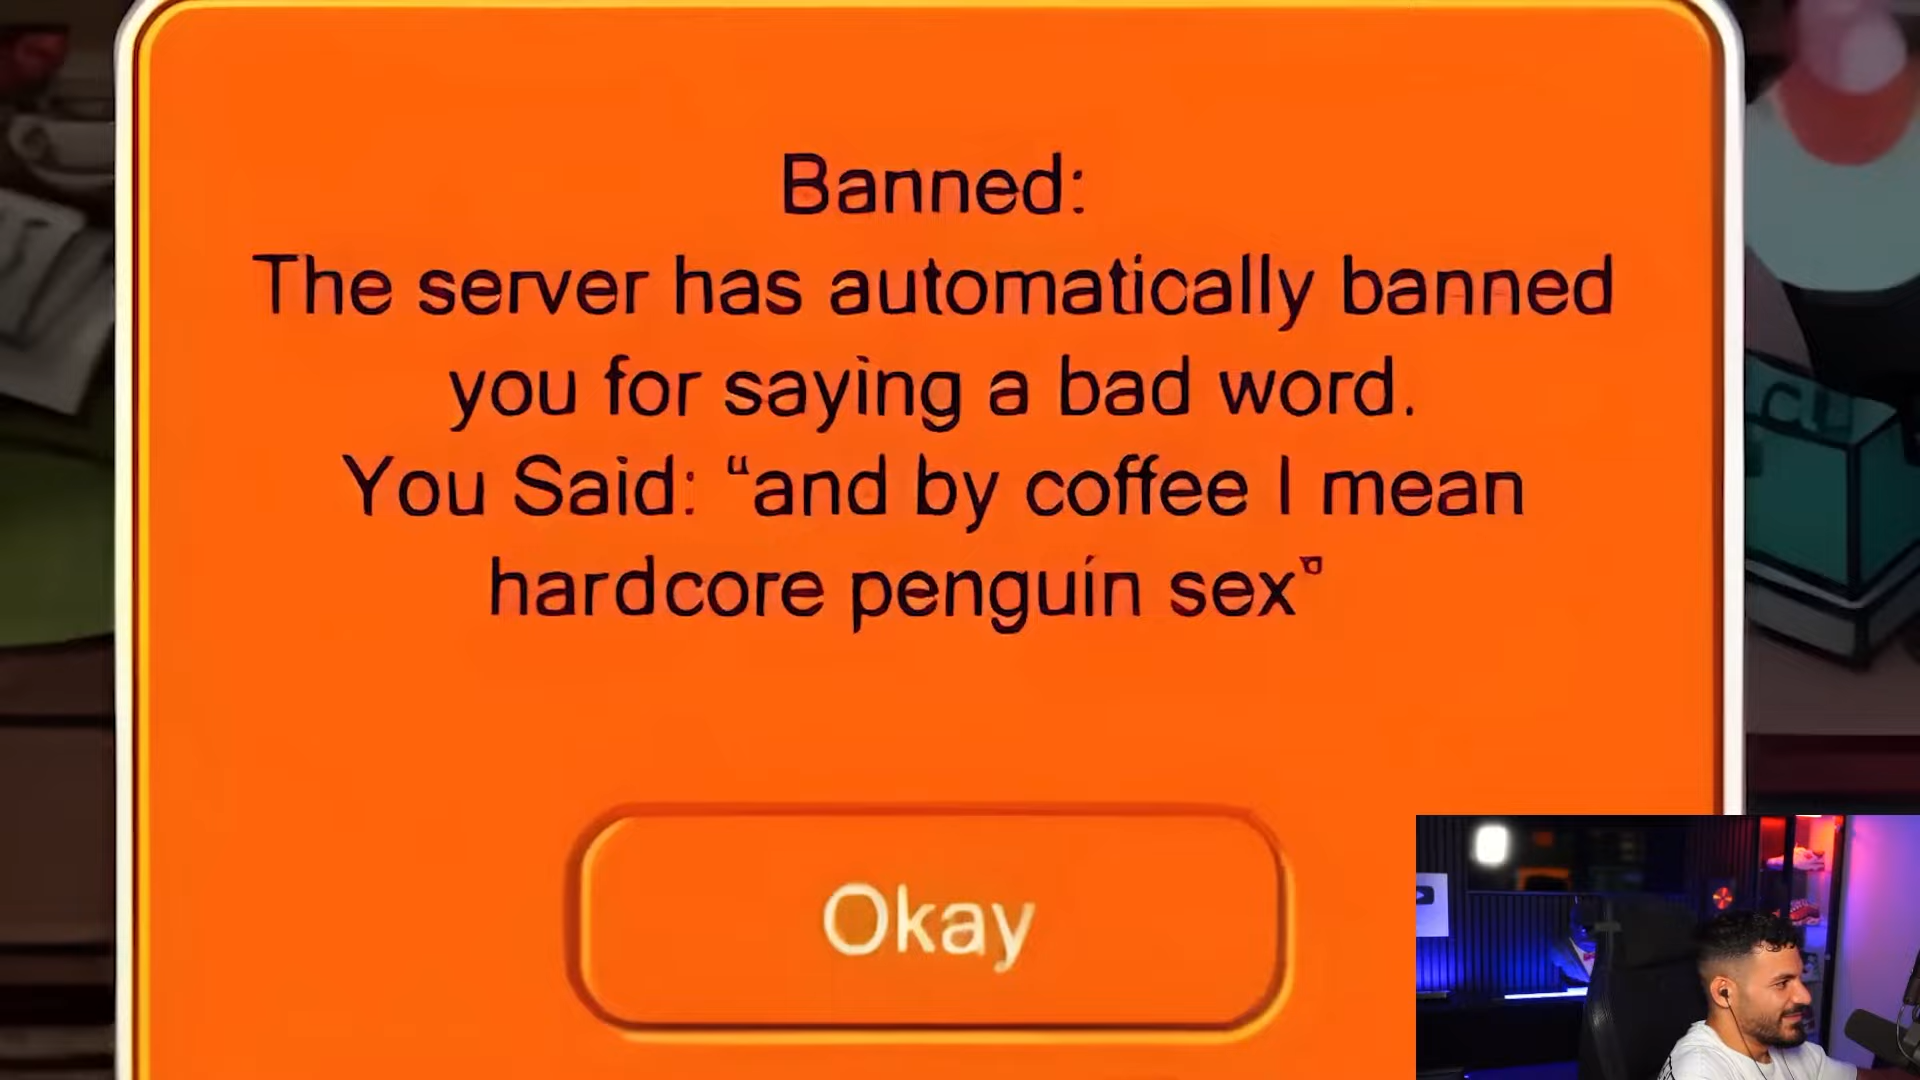 Banned:
The server has automatically banned
you for saying a bad word.
You Said: “and by coffee I mean
hardcore penguin sex”
Okay